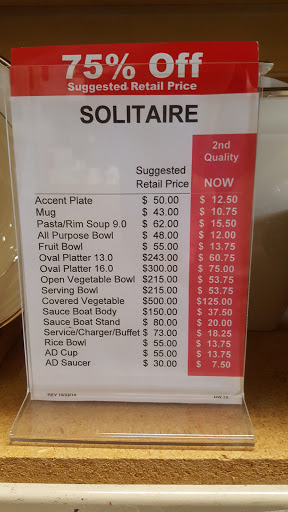 75% Off
Suggested Retail Price
SOLITAIRE
2nd
Quality
Suggested
Retail Price NOW
Accent Plate $ 50.00 $ 12.50
Mug $ 43.00 $ 10.75
Pasta/Rim Soup 9.0 $ 62.00 $ 15.50
All Purpose Bowl $ 48.00 $ 12.00
Fruit Bowl $ 55.00 $ 13.75
Oval Platter 13.0 $243.00 $ 60.75
Oval Platter 16.0 $300.00 $ 75.00
Open Vegetable Bowl $215.00 $ 53.75
Serving Bowl $215.00 $ 53.75
Covered Vegetable $500.00 $125.00
Sauce Boat Body $150.00 $ 37.50
Sauce Boat Stand $ 80.00 $ 20.00
Service/Charger/Buffet $ 73.00 $ 18.25
Rice Bowl $ 55.00 $ 13.75
AD Cup $ 55.00 $ 13.75
AD Saucer $ 30.00 $ 7.50
REV